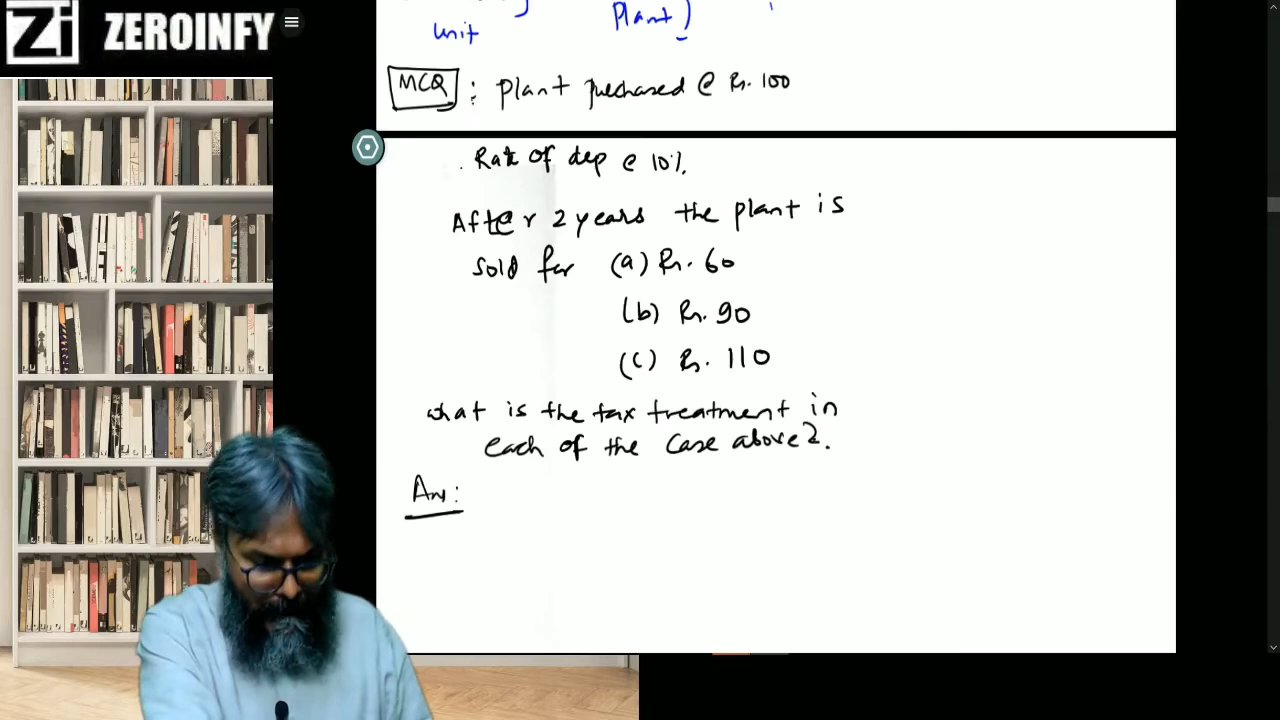 Zi ZEROINFY
unit plant)
MCQ : plant purchased @ Rs. 100
. Rate of dep @ 10%.
After 2 years the plant is
sold for (a) Rs. 60
(b) Rs. 90
(c) Rs. 110
what is the tax treatment in
each of the case above?.
Ans: